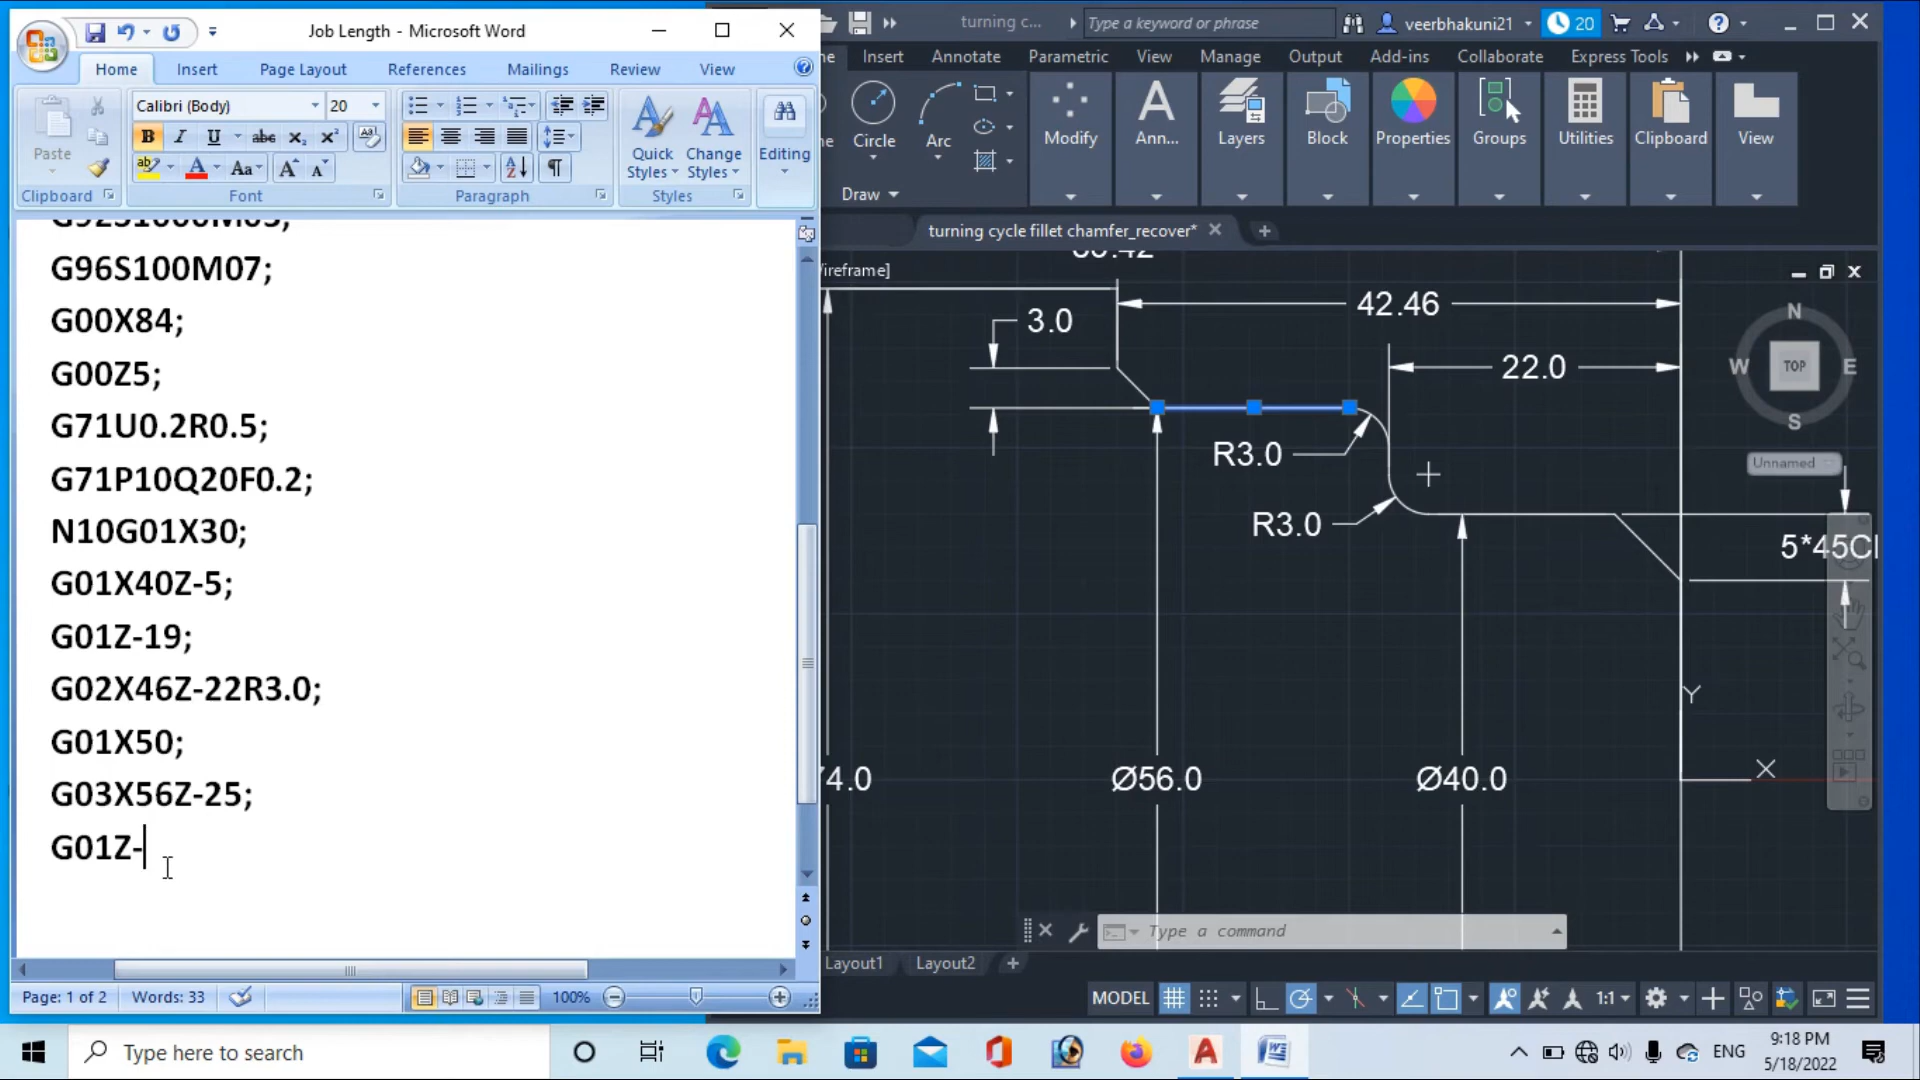 Job Length - Microsoft Word
Home Insert Page Layout References Mailings Review View
Calibri (Body) 20
Paste
Clipboard
Font
Paragraph
Quick Styles
Change Styles
Styles
Editing
G96S100M07;
G00X84;
G00Z5;
G71U0.2R0.5;
G71P10Q20F0.2;
N10G01X30;
G01X40Z-5;
G01Z-19;
G02X46Z-22R3.0;
G01X50;
G03X56Z-25;
G01Z-
Page: 1 of 2 Words: 33 100%
turning c... Type a keyword or phrase veerbhakuni21 20
Insert Annotate Parametric View Manage Output Add-ins Collaborate Express Tools
Circle Arc
Draw
Modify
Ann...
Layers
Block
Properties
Groups
Utilities
Clipboard
View
turning cycle fillet chamfer_recover*
ireframe]
42.46
3.0
22.0
R3.0
R3.0
N
W TOP E
S
Unnamed
5*45C
Y
X
74.0
Ø56.0
Ø40.0
Type a command
Layout1 Layout2
MODEL 1:1
Type here to search
ENG
9:18 PM
5/18/2022